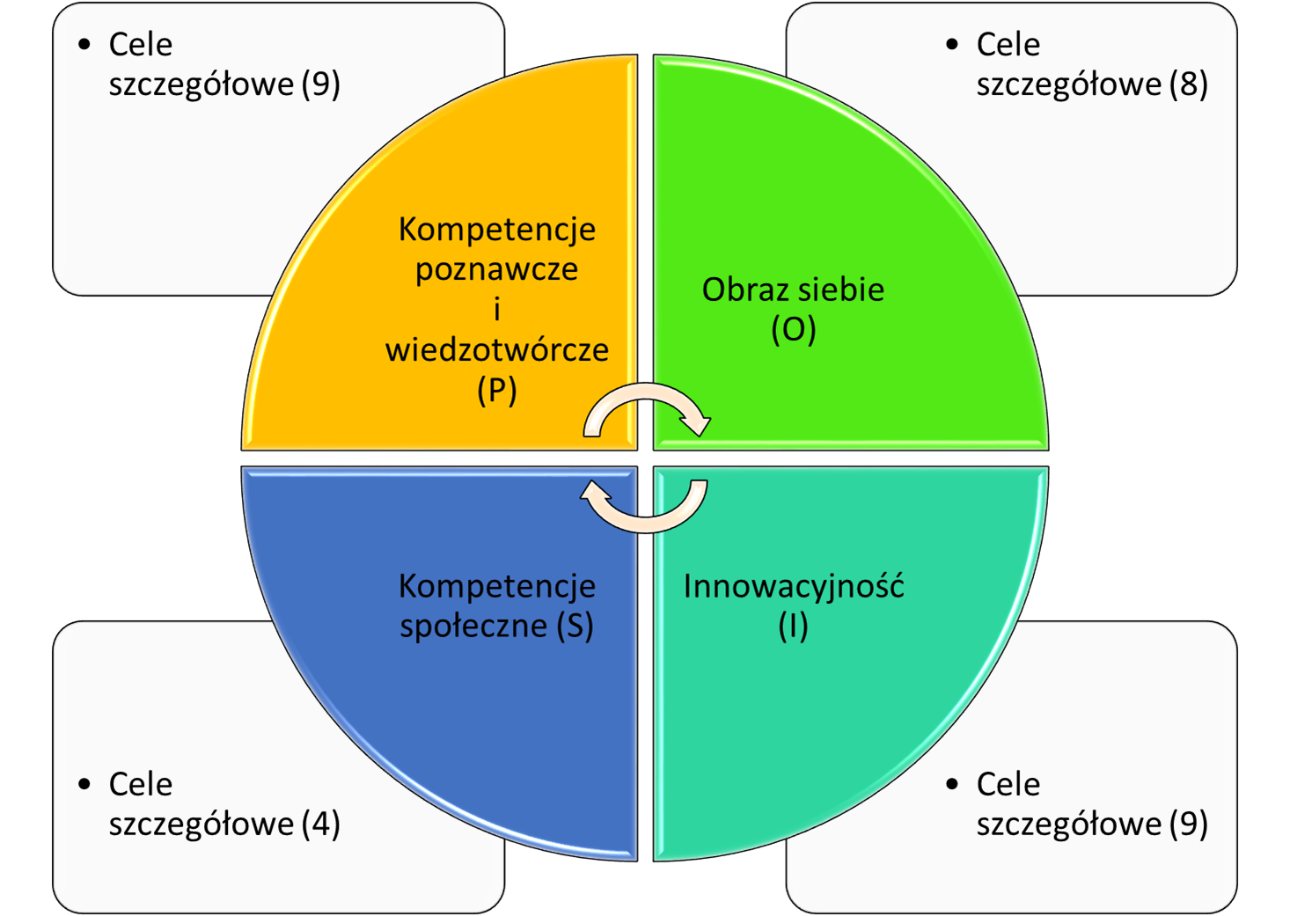 • Cele
szczegółowe (9)
• Cele
szczegółowe (8)
Kompetencje
poznawcze
i
wiedzotwórcze
(P)
Obraz siebie
(O)
Kompetencje
społeczne (S)
Innowacyjność
(I)
• Cele
szczegółowe (4)
• Cele
szczegółowe (9)